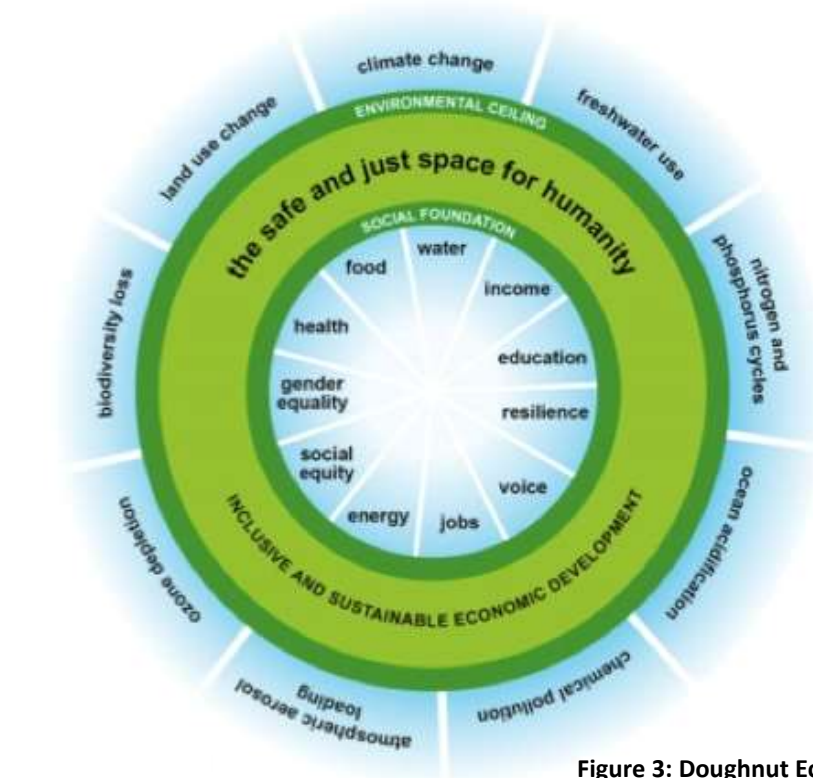 climate change
freshwater use
nitrogen and
phosphorus cycles
ocean acidification
chemical pollution
atmospheric aerosol
loading
ozone depletion
biodiversity loss
land use change
ENVIRONMENTAL CEILING
the safe and just space for humanity
SOCIAL FOUNDATION
water
income
education
resilience
voice
jobs
energy
social
equity
gender
equality
health
food
INCLUSIVE AND SUSTAINABLE ECONOMIC DEVELOPMENT
Figure 3: Doughnut Ec